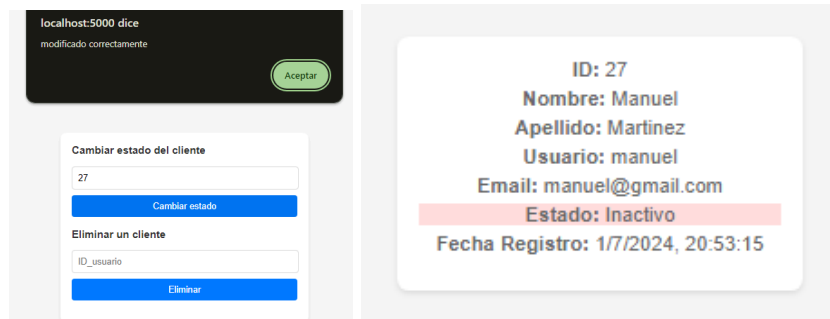 localhost:5000 dice
modificado correctamente
Aceptar
Cambiar estado del cliente
27
Cambiar estado
Eliminar un cliente
ID_usuario
Eliminar
ID: 27
Nombre: Manuel
Apellido: Martinez
Usuario: manuel
Email: manuel@gmail.com
Estado: Inactivo
Fecha Registro: 1/7/2024, 20:53:15